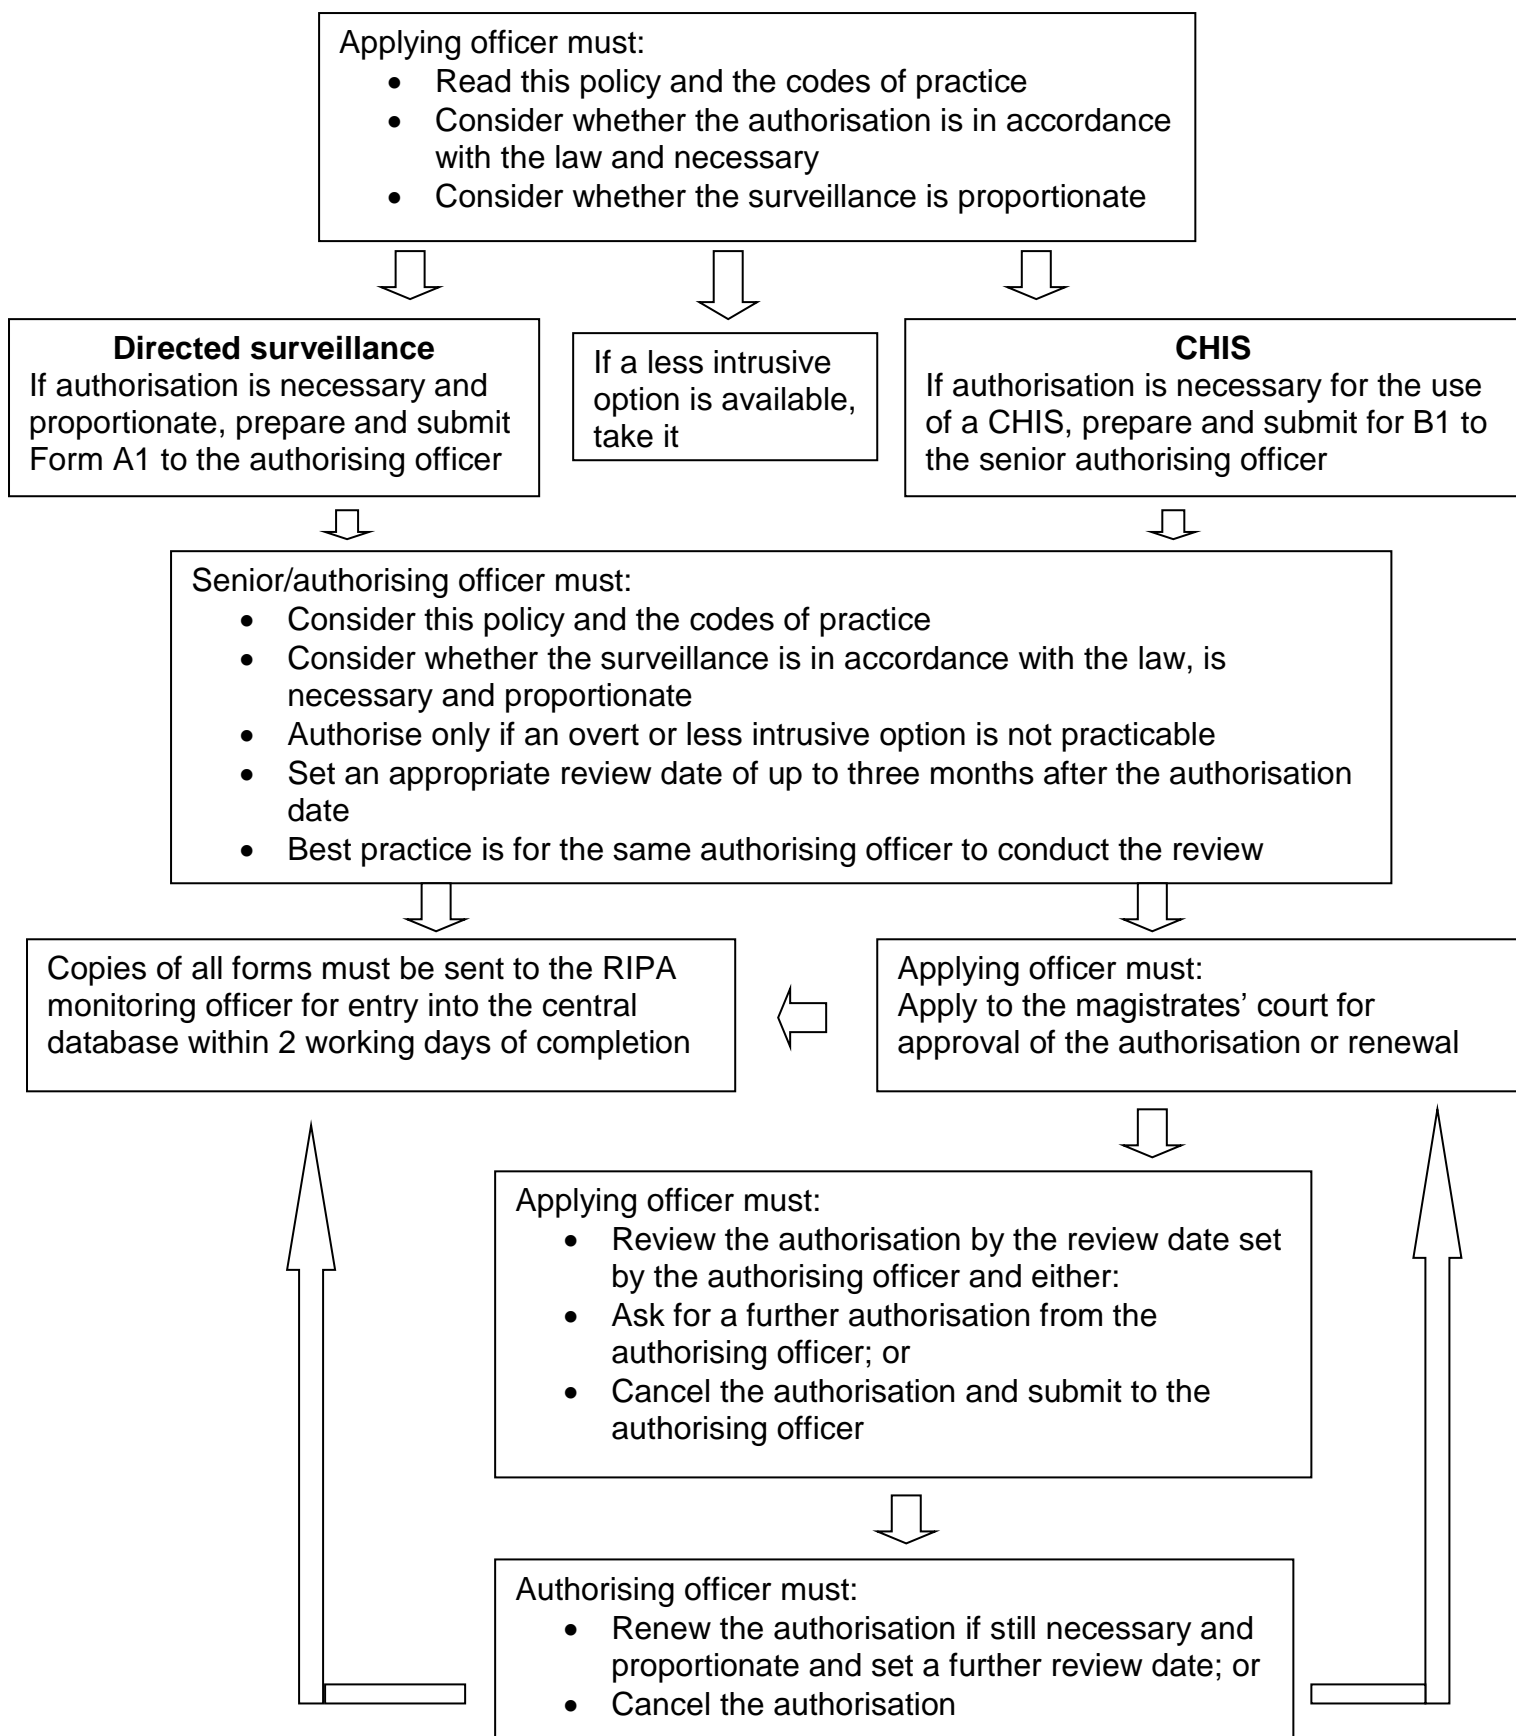 Applying officer must:
• Read this policy and the codes of practice
• Consider whether the authorisation is in accordance
with the law and necessary
• Consider whether the surveillance is proportionate
Directed surveillance
If authorisation is necessary and
proportionate, prepare and submit
Form A1 to the authorising officer
If a less intrusive
option is available,
take it
CHIS
If authorisation is necessary for the use
of a CHIS, prepare and submit for B1 to
the senior authorising officer
Senior/authorising officer must:
• Consider this policy and the codes of practice
• Consider whether the surveillance is in accordance with the law, is
necessary and proportionate
• Authorise only if an overt or less intrusive option is not practicable
• Set an appropriate review date of up to three months after the authorisation
date
• Best practice is for the same authorising officer to conduct the review
Copies of all forms must be sent to the RIPA
monitoring officer for entry into the central
database within 2 working days of completion
Applying officer must:
Apply to the magistrates’ court for
approval of the authorisation or renewal
Applying officer must:
• Review the authorisation by the review date set
by the authorising officer and either:
• Ask for a further authorisation from the
authorising officer; or
• Cancel the authorisation and submit to the
authorising officer
Authorising officer must:
• Renew the authorisation if still necessary and
proportionate and set a further review date; or
• Cancel the authorisation